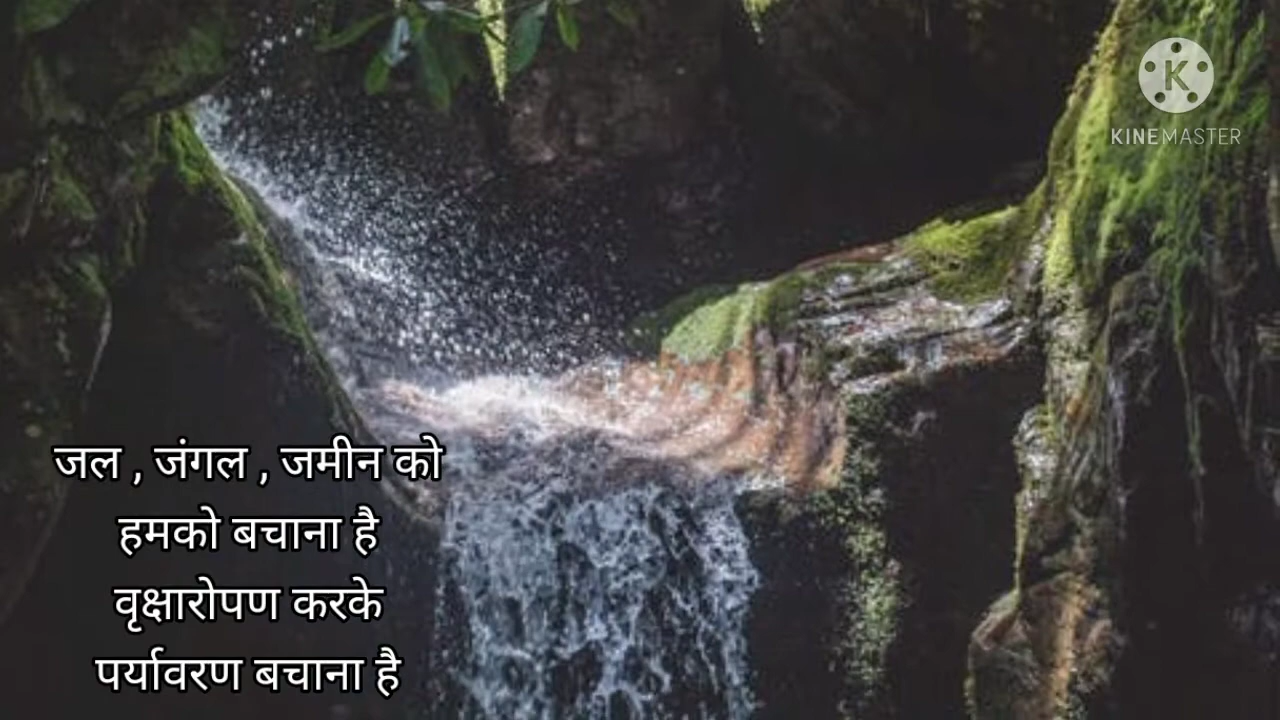 K
KINEMASTER
जल , जंगल , जमीन को
हमको बचाना है
वृक्षारोपण करके
पर्यावरण बचाना है